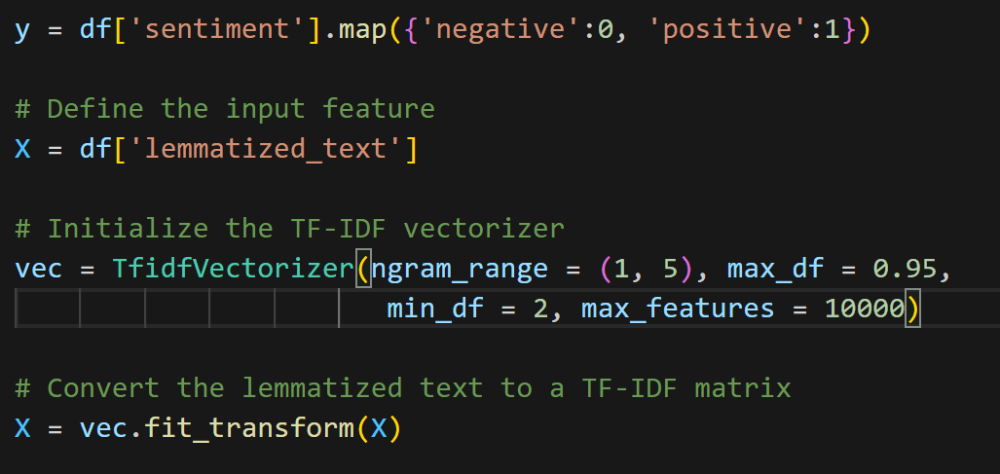 y = df['sentiment'].map({'negative':0, 'positive':1})
# Define the input feature
X = df['lemmatized_text']
# Initialize the TF-IDF vectorizer
vec = TfidfVectorizer(ngram_range = (1, 5), max_df = 0.95,
min_df = 2, max_features = 10000)
# Convert the lemmatized text to a TF-IDF matrix
X = vec.fit_transform(X)